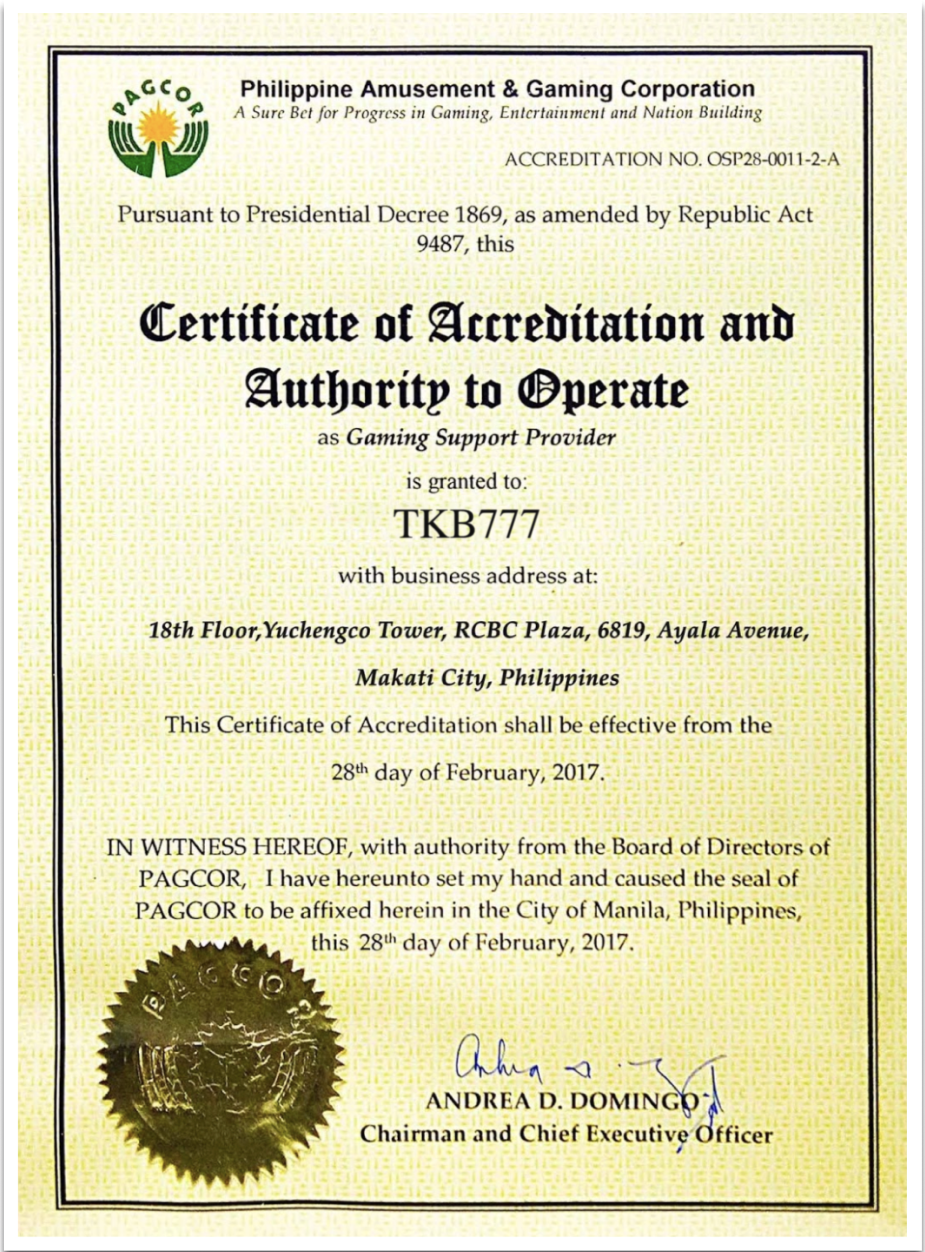 PAGCOR
Philippine Amusement & Gaming Corporation
A Sure Bet for Progress in Gaming, Entertainment and Nation Building
ACCREDITATION NO. OSP28-0011-2-A
Pursuant to Presidential Decree 1869, as amended by Republic Act
9487, this
Certificate of Accreditation and
Authority to Operate
as Gaming Support Provider
is granted to:
TKB777
with business address at:
18th Floor,Yuchengco Tower, RCBC Plaza, 6819, Ayala Avenue,
Makati City, Philippines
This Certificate of Accreditation shall be effective from the
28th day of February, 2017.
IN WITNESS HEREOF, with authority from the Board of Directors of
PAGCOR, I have hereunto set my hand and caused the seal of
PAGCOR to be affixed herein in the City of Manila, Philippines,
this 28th day of February, 2017.
PAGCOR
ANDREA D. DOMINGO
Chairman and Chief Executive Officer